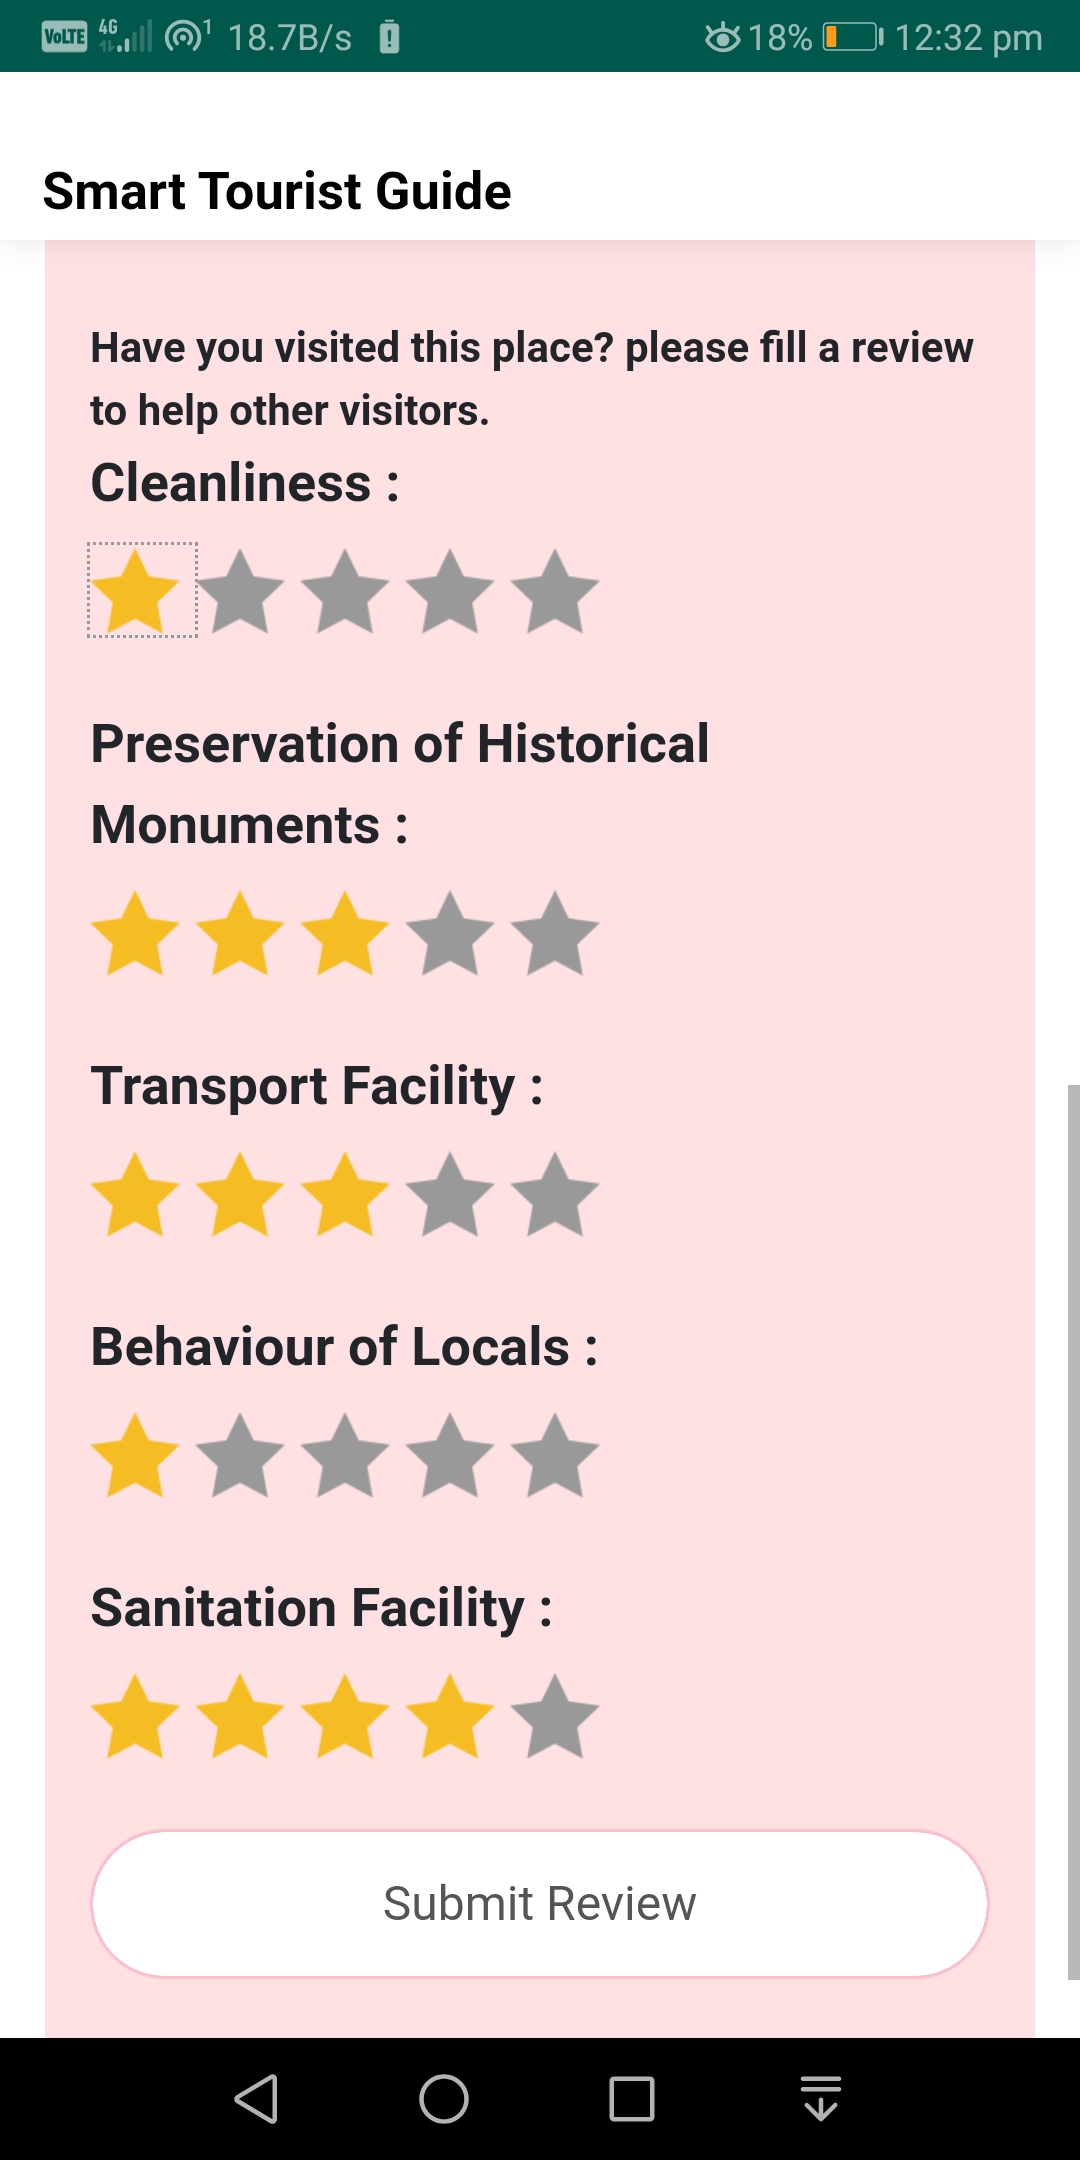 VoLTE 4G 1 18.7B/s 18% 12:32 pm
Smart Tourist Guide
Have you visited this place? please fill a review
to help other visitors.
Cleanliness :
Preservation of Historical
Monuments :
Transport Facility :
Behaviour of Locals :
Sanitation Facility :
Submit Review